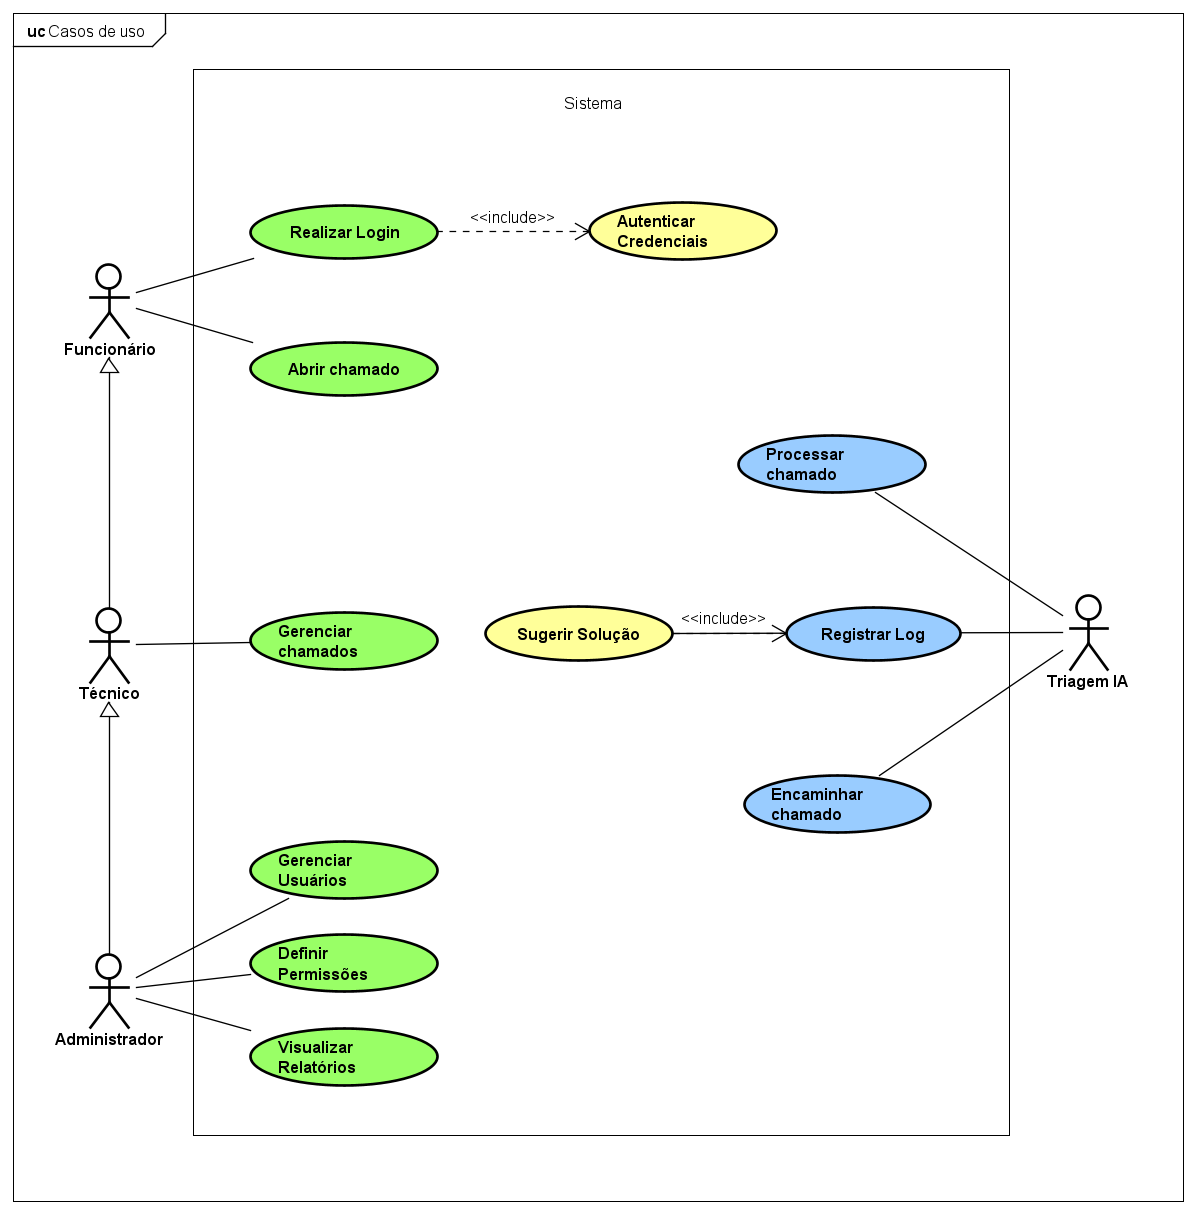 uc Casos de uso
Sistema
Realizar Login
<<include>>
Autenticar
Credenciais
Funcionário
Abrir chamado
Processar
chamado
Técnico
Gerenciar
chamados
Sugerir Solução
<<include>>
Registrar Log
Triagem IA
Encaminhar
chamado
Gerenciar
Usuários
Definir
Permissões
Administrador
Visualizar
Relatórios